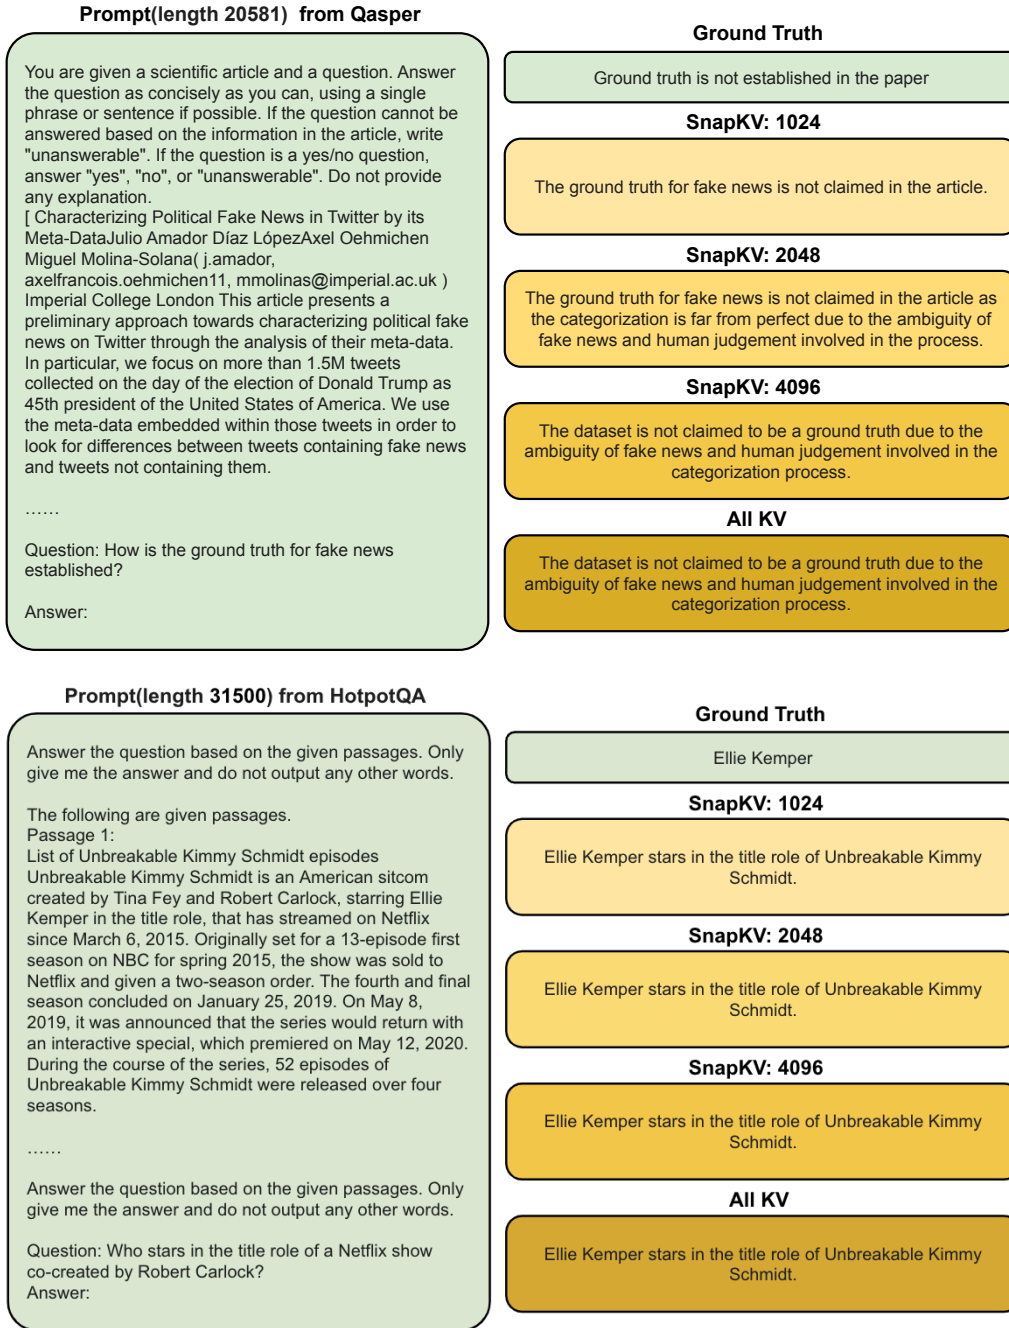 Prompt(length 20581)  from Qasper
You are given a scientific article and a question. Answer
the question as concisely as you can, using a single
phrase or sentence if possible. If the question cannot be
answered based on the information in the article, write
"unanswerable". If the question is a yes/no question,
answer "yes", "no", or "unanswerable". Do not provide
any explanation.
[ Characterizing Political Fake News in Twitter by its
Meta-DataJulio Amador Díaz LópezAxel Oehmichen
Miguel Molina-Solana( j.amador,
axelfrancois.oehmichen11, mmolinas@imperial.ac.uk )
Imperial College London This article presents a
preliminary approach towards characterizing political fake
news on Twitter through the analysis of their meta-data.
In particular, we focus on more than 1.5M tweets
collected on the day of the election of Donald Trump as
45th president of the United States of America. We use
the meta-data embedded within those tweets in order to
look for differences between tweets containing fake news
and tweets not containing them.
......
Question: How is the ground truth for fake news
established?
Answer:
Ground Truth
Ground truth is not established in the paper
SnapKV: 1024
The ground truth for fake news is not claimed in the article.
SnapKV: 2048
The ground truth for fake news is not claimed in the article as
the categorization is far from perfect due to the ambiguity of
fake news and human judgement involved in the process.
SnapKV: 4096
The dataset is not claimed to be a ground truth due to the
ambiguity of fake news and human judgement involved in the
categorization process.
All KV
The dataset is not claimed to be a ground truth due to the
ambiguity of fake news and human judgement involved in the
categorization process.
Prompt(length 31500) from HotpotQA
Answer the question based on the given passages. Only
give me the answer and do not output any other words.
The following are given passages.
Passage 1:
List of Unbreakable Kimmy Schmidt episodes
Unbreakable Kimmy Schmidt is an American sitcom
created by Tina Fey and Robert Carlock, starring Ellie
Kemper in the title role, that has streamed on Netflix
since March 6, 2015. Originally set for a 13-episode first
season on NBC for spring 2015, the show was sold to
Netflix and given a two-season order. The fourth and final
season concluded on January 25, 2019. On May 8,
2019, it was announced that the series would return with
an interactive special, which premiered on May 12, 2020.
During the course of the series, 52 episodes of
Unbreakable Kimmy Schmidt were released over four
seasons.
......
Answer the question based on the given passages. Only
give me the answer and do not output any other words.
Question: Who stars in the title role of a Netflix show
co-created by Robert Carlock?
Answer:
Ground Truth
Ellie Kemper
SnapKV: 1024
Ellie Kemper stars in the title role of Unbreakable Kimmy
Schmidt.
SnapKV: 2048
Ellie Kemper stars in the title role of Unbreakable Kimmy
Schmidt.
SnapKV: 4096
Ellie Kemper stars in the title role of Unbreakable Kimmy
Schmidt.
All KV
Ellie Kemper stars in the title role of Unbreakable Kimmy
Schmidt.